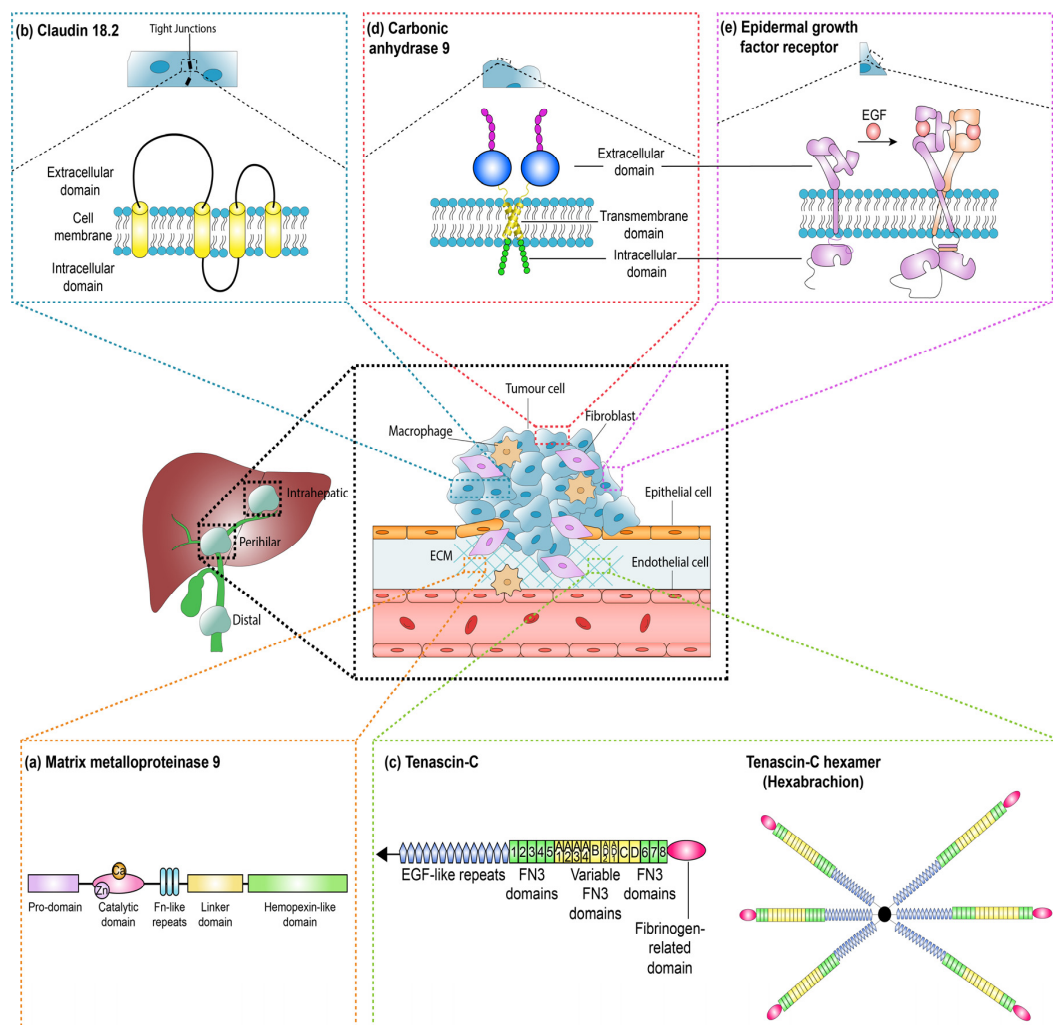 (b) Claudin 18.2
Tight Junctions
Extracellular
domain
Cell
membrane
Intracellular
domain
(d) Carbonic
anhydrase 9
Extracellular
domain
Transmembrane
domain
Intracellular
domain
(e) Epidermal growth
factor receptor
EGF
Tumour cell
Macrophage
Fibroblast
Epithelial cell
ECM
Endothelial cell
Intrahepatic
Perihilar
Distal
(a) Matrix metalloproteinase 9
Ca
Zn
Pro-domain
Catalytic
domain
Fn-like
repeats
Linker
domain
Hemopexin-like
domain
(c) Tenascin-C
1 2 3 4 5 A1 A2 A3 A4 B C D 6 7 8
EGF-like repeats
FN3
domains
Variable
FN3
domains
FN3
domains
Fibrinogen-
related
domain
Tenascin-C hexamer
(Hexabrachion)